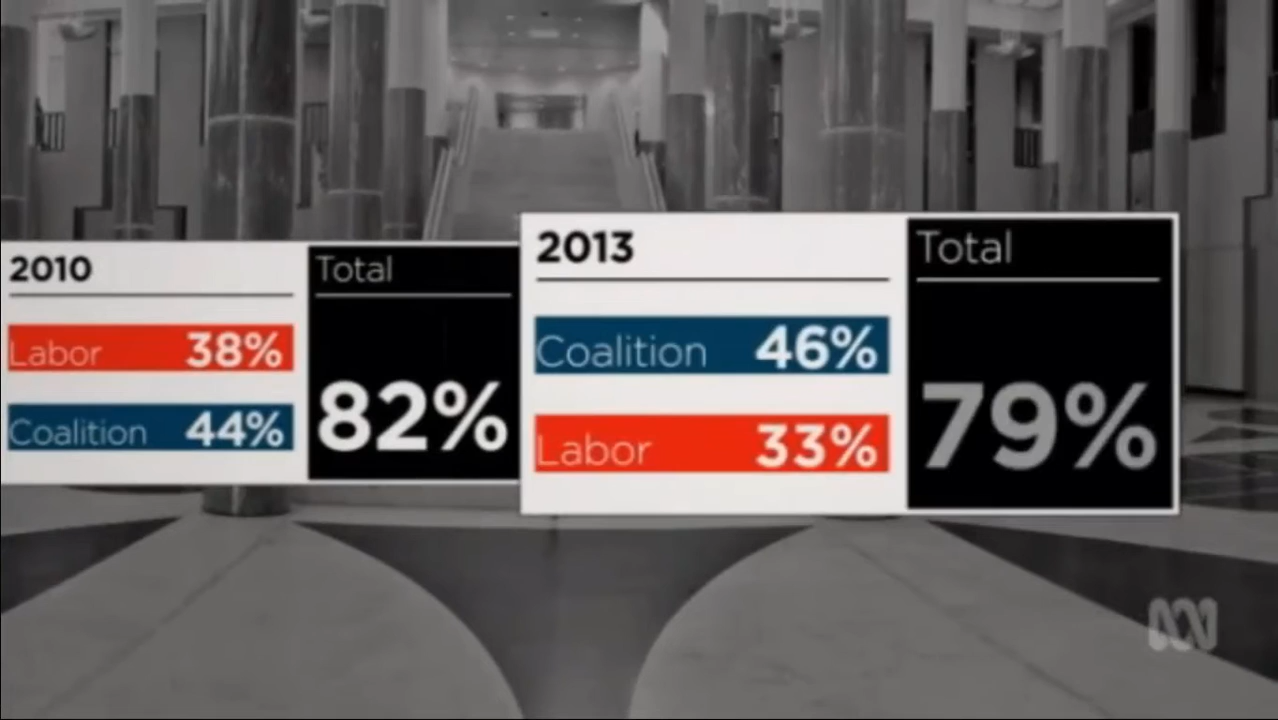 2010
Total
Labor 38%
Coalition 44%
82%
2013
Total
Coalition 46%
Labor 33%
79%